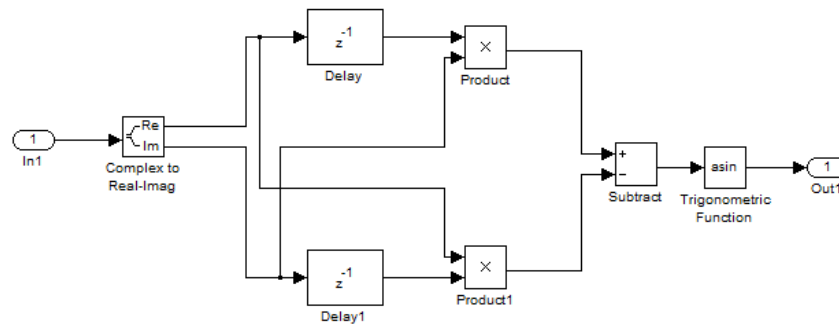 -1
z
Delay
×
Product
1
In1
Re
Im
Complex to
Real-Imag
+
−
Subtract
asin
Trigonometric
Function
1
Out1
-1
z
Delay1
×
Product1